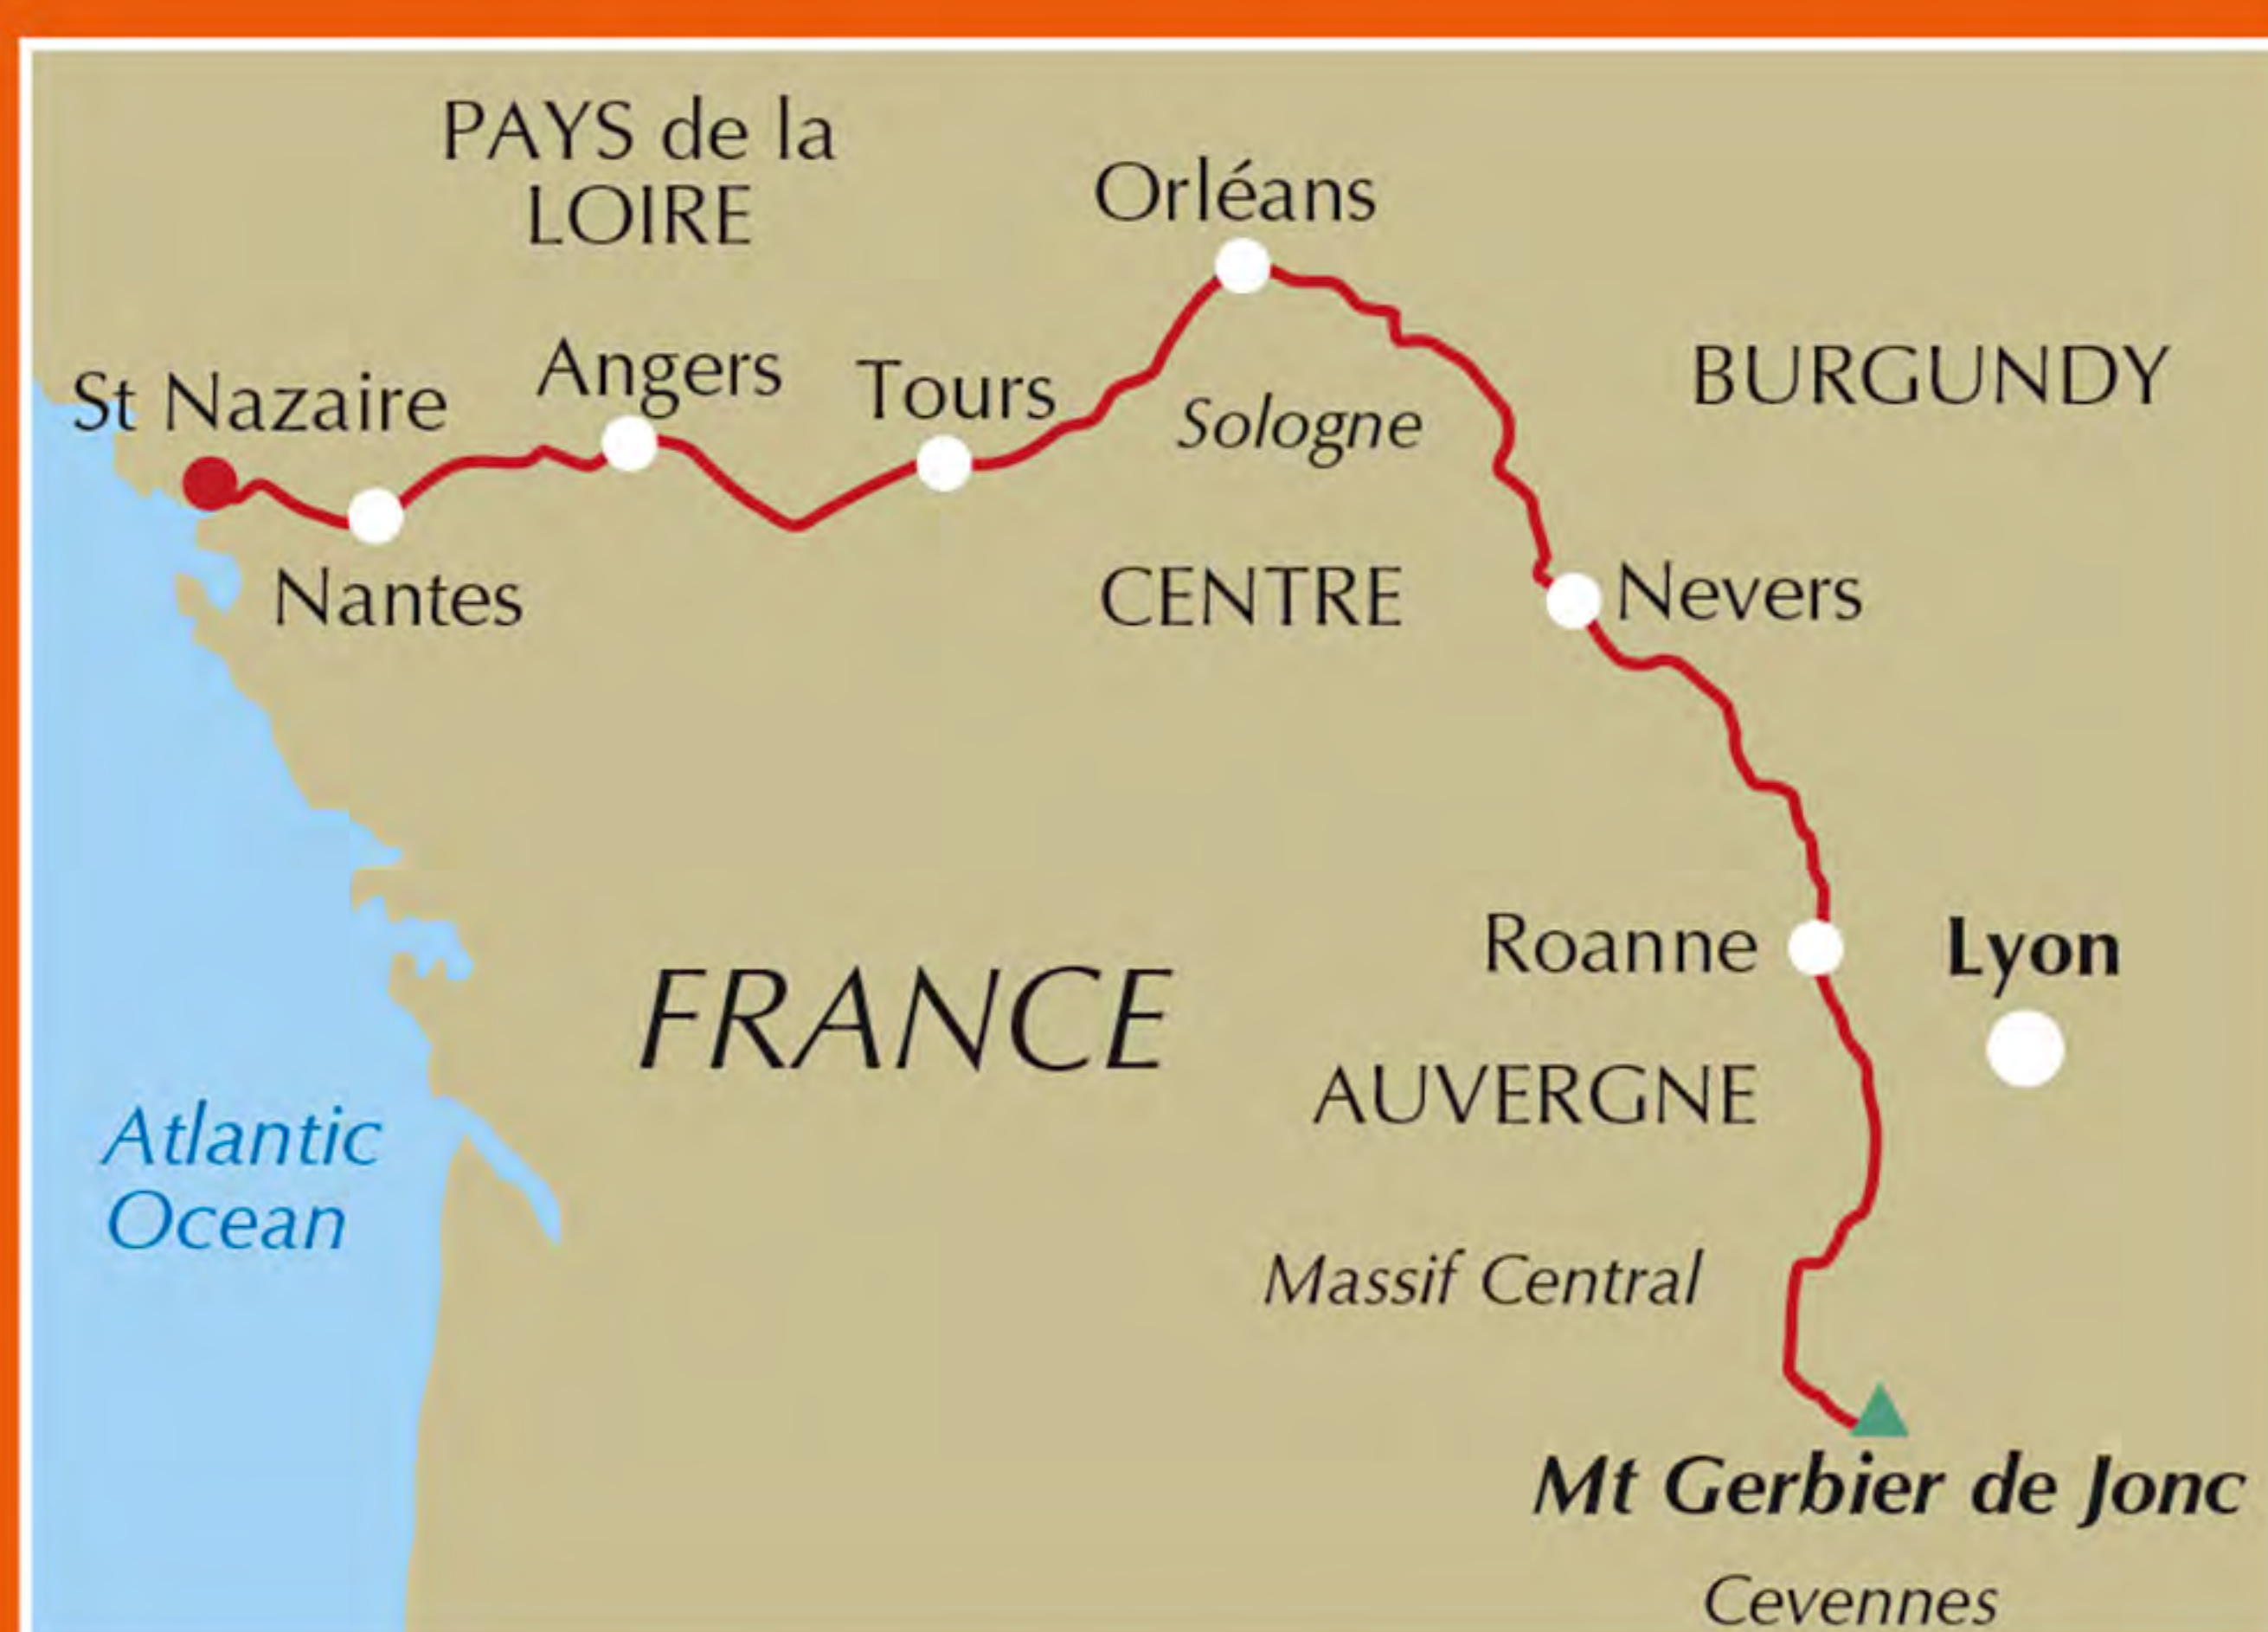 PAYS de la
LOIRE
Orléans
BURGUNDY
Angers
Tours
St Nazaire
Sologne
Nantes
CENTRE
Nevers
Roanne
Lyon
FRANCE
AUVERGNE
Atlantic
Ocean
Massif Central
Mt Gerbier de Jonc
Cevennes